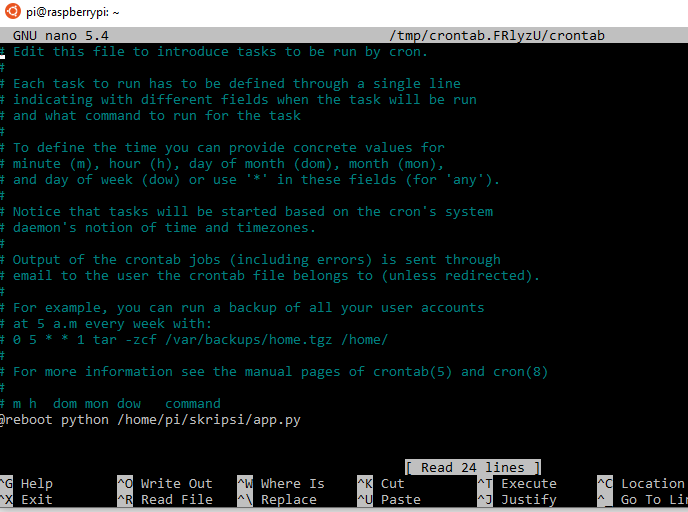 pi@raspberrypi: ~
GNU nano 5.4 /tmp/crontab.FRlyzU/crontab
# Edit this file to introduce tasks to be run by cron.
#
# Each task to run has to be defined through a single line
# indicating with different fields when the task will be run
# and what command to run for the task
#
# To define the time you can provide concrete values for
# minute (m), hour (h), day of month (dom), month (mon),
# and day of week (dow) or use '*' in these fields (for 'any').
#
# Notice that tasks will be started based on the cron's system
# daemon's notion of time and timezones.
#
# Output of the crontab jobs (including errors) is sent through
# email to the user the crontab file belongs to (unless redirected).
#
# For example, you can run a backup of all your user accounts
# at 5 a.m every week with:
# 0 5 * * 1 tar -zcf /var/backups/home.tgz /home/
#
# For more information see the manual pages of crontab(5) and cron(8)
#
# m h  dom mon dow   command
@reboot python /home/pi/skripsi/app.py
[ Read 24 lines ]
^G Help ^O Write Out ^W Where Is ^K Cut ^T Execute ^C Location
^X Exit ^R Read File ^\ Replace ^U Paste ^J Justify ^_ Go To Lin